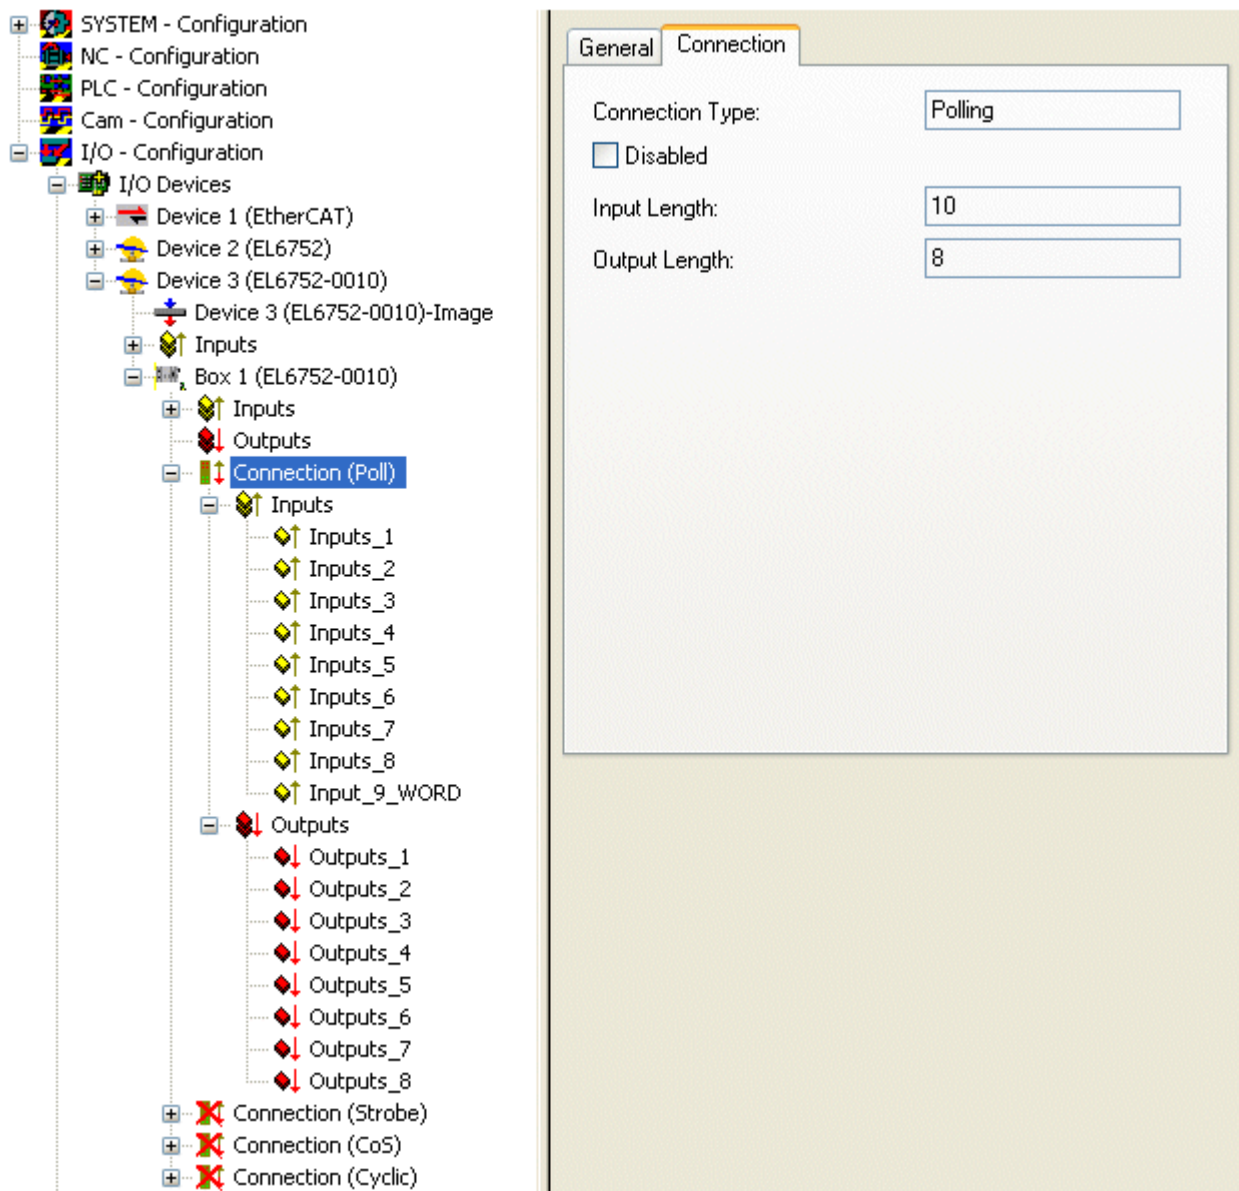 SYSTEM - Configuration
NC - Configuration
PLC - Configuration
Cam - Configuration
I/O - Configuration
I/O Devices
Device 1 (EtherCAT)
Device 2 (EL6752)
Device 3 (EL6752-0010)
Device 3 (EL6752-0010)-Image
Inputs
Box 1 (EL6752-0010)
Inputs
Outputs
Connection (Poll)
Inputs
Inputs_1
Inputs_2
Inputs_3
Inputs_4
Inputs_5
Inputs_6
Inputs_7
Inputs_8
Input_9_WORD
Outputs
Outputs_1
Outputs_2
Outputs_3
Outputs_4
Outputs_5
Outputs_6
Outputs_7
Outputs_8
Connection (Strobe)
Connection (CoS)
Connection (Cyclic)
General Connection
Connection Type: Polling
Disabled
Input Length: 10
Output Length: 8